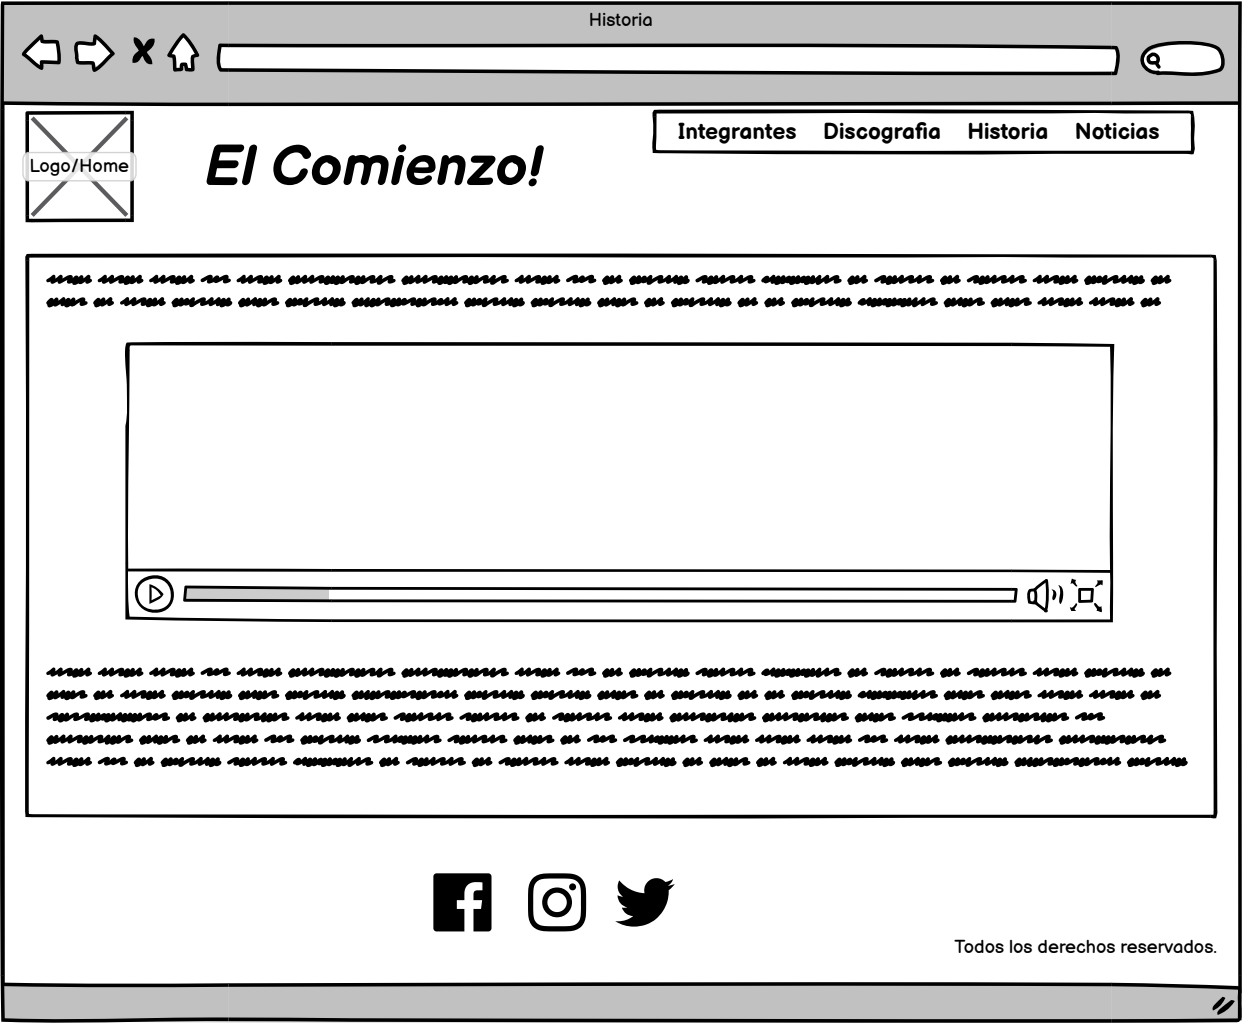 Historia
Logo/Home
El Comienzo!
Integrantes Discografia Historia Noticias
Todos los derechos reservados.